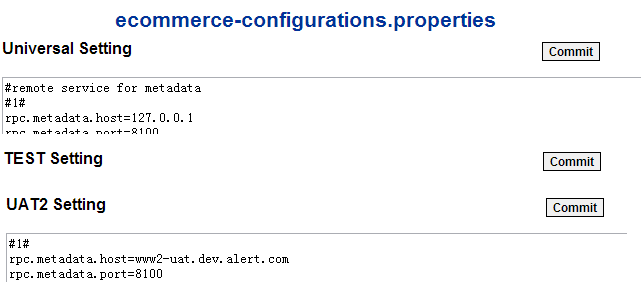 ecommerce-configurations.properties
Universal Setting
Commit
#remote service for metadata
#1#
rpc.metadata.host=127.0.0.1
rpc.metadata.port=8100
TEST Setting
Commit
UAT2 Setting
Commit
#1#
rpc.metadata.host=www2-uat.dev.alert.com
rpc.metadata.port=8100